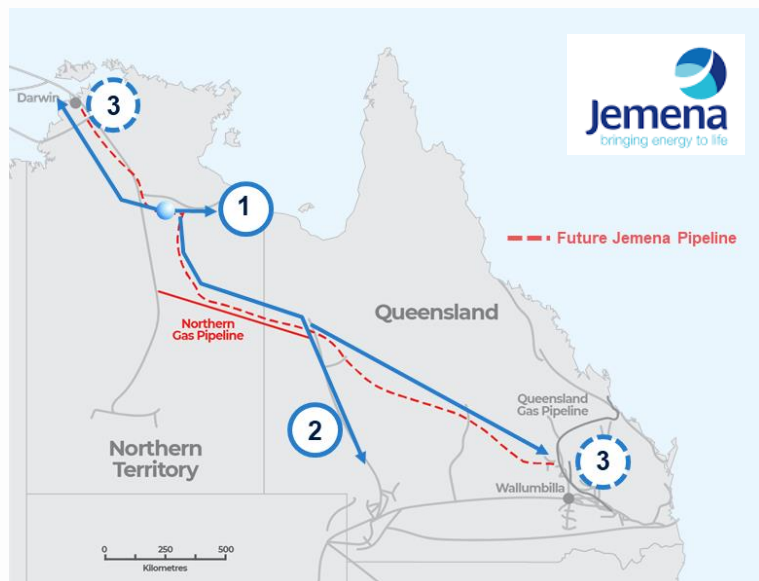 Darwin
3
Jemena
bringing energy to life
1
Future Jemena Pipeline
Queensland
Northern
Gas Pipeline
Queensland
Gas Pipeline
2
Northern
Territory
3
Wallumbilla
0 250 500
Kilometres